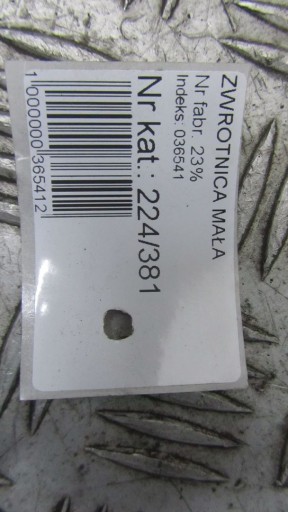 ZWROTNICA MAŁA
Nr fabr. 23%
Indeks: 036541
Nr kat.: 224/381
1000000365412